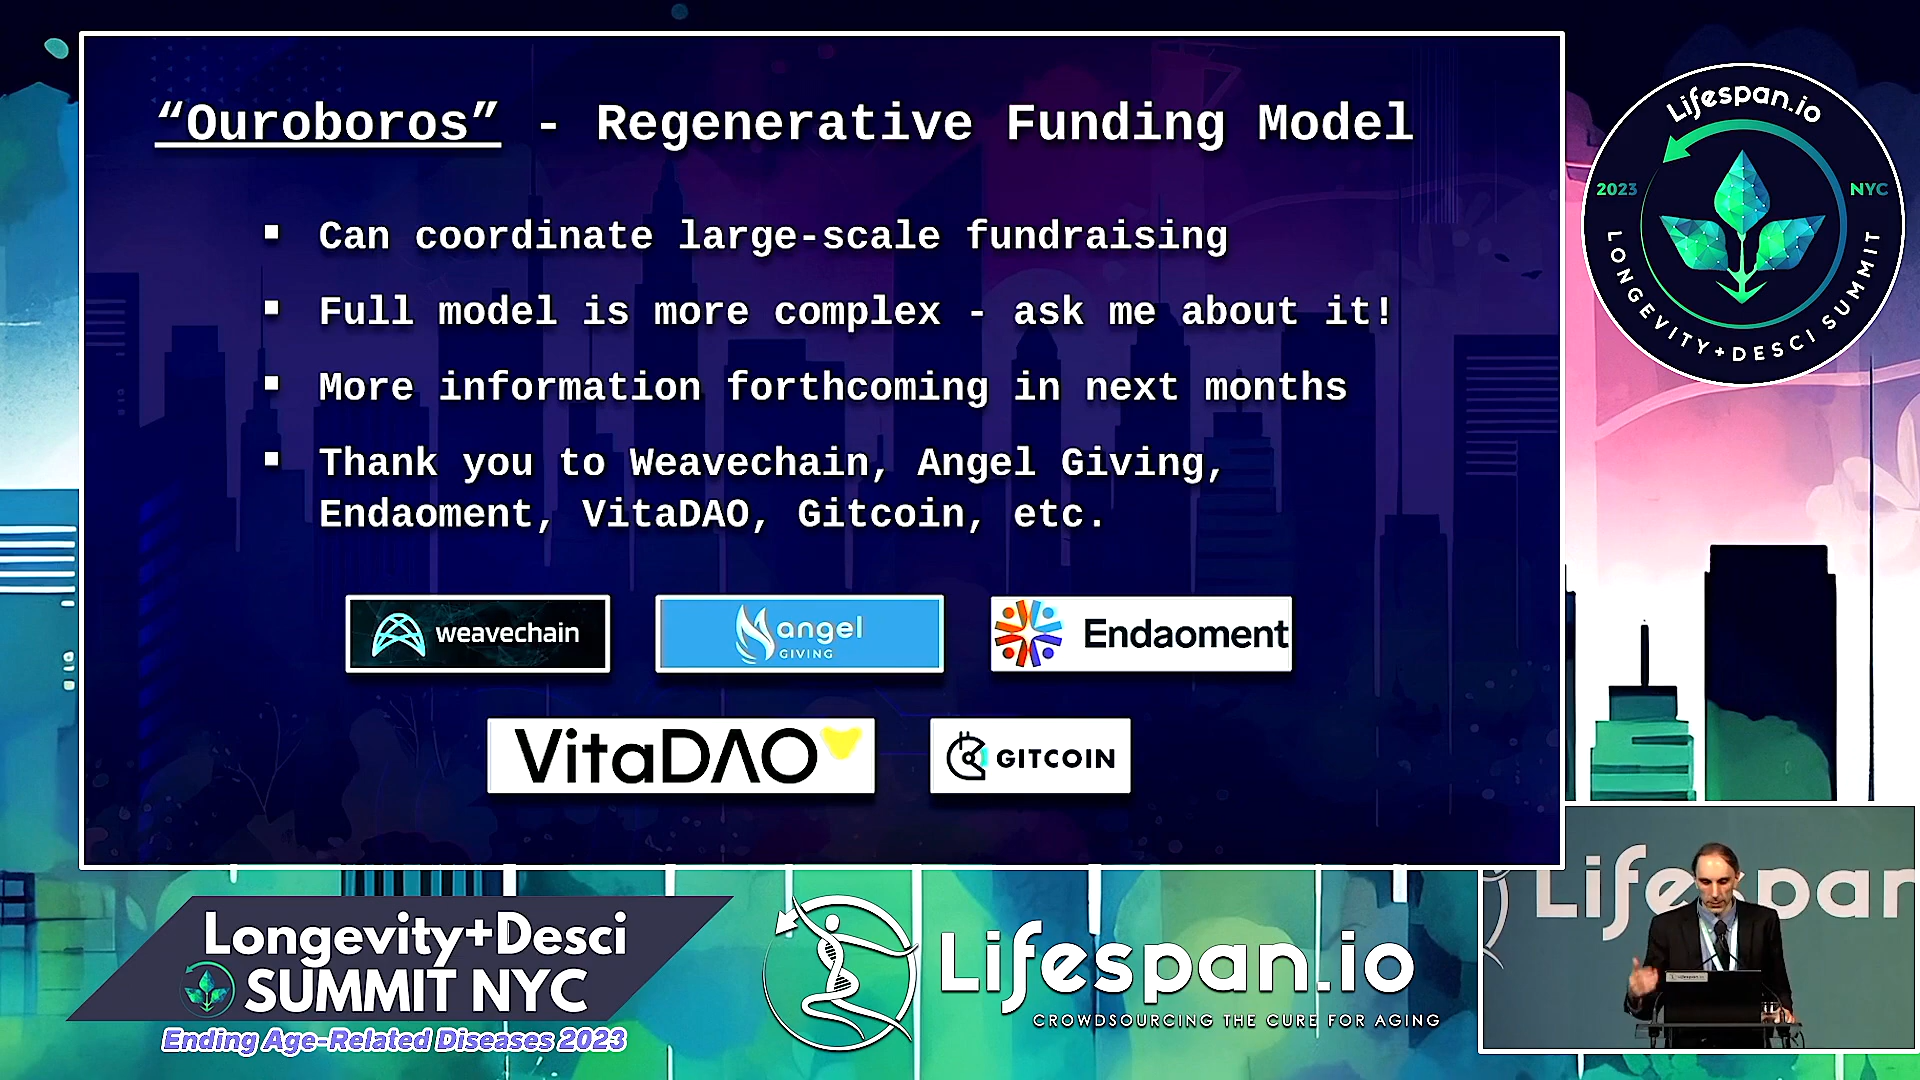 “Ouroboros” - Regenerative Funding Model
▪ Can coordinate large-scale fundraising
▪ Full model is more complex - ask me about it!
▪ More information forthcoming in next months
▪ Thank you to Weavechain, Angel Giving,
Endaoment, VitaDAO, Gitcoin, etc.
weavechain
angel
GIVING
Endaoment
VitaDAO
GITCOIN
Lifespan.io
2023
NYC
LONGEVITY+DESCI SUMMIT
Longevity+Desci
SUMMIT NYC
Ending Age-Related Diseases 2023
Lifespan.io
CROWDSOURCING THE CURE FOR AGING
Lifespan